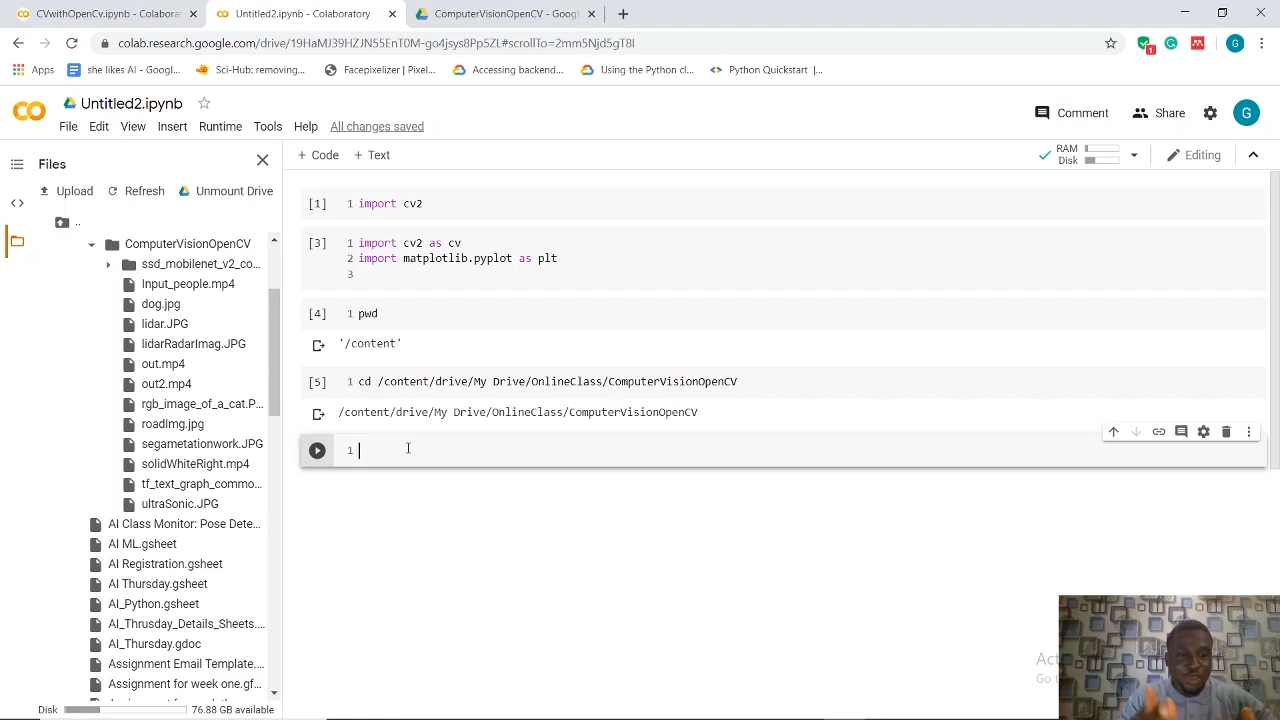 CVwithOpenCv.ipynb - Colaborat
Untitled2.ipynb - Colaboratory
ComputerVisionOpenCV - Googl
colab.research.google.com/drive/19HaMJ39HZJN55EnT0M-go4jsys8Pp5ZA#scrollTo=2mm5Njd5gT8I
1
G
Apps
she likes AI - Googl...
Sci-Hub: removing...
Facepixelizer | Pixel...
Accessing backend...
Using the Python cl...
Python Quickstart |...
CO
Untitled2.ipynb
Comment
Share
G
File Edit View Insert Runtime Tools Help All changes saved
Files
+ Code + Text
RAM
Disk
Editing
Upload Refresh Unmount Drive
..
ComputerVisionOpenCV
ssd_mobilenet_v2_co...
Input_people.mp4
dog.jpg
lidar.JPG
lidarRadarImag.JPG
out.mp4
out2.mp4
rgb_image_of_a_cat.P...
roadImg.jpg
segametationwork.JPG
solidWhiteRight.mp4
tf_text_graph_commo...
ultraSonic.JPG
AI Class Monitor: Pose Dete...
AI ML.gsheet
AI Registration.gsheet
AI Thursday.gsheet
AI_Python.gsheet
AI_Thrusday_Details_Sheets....
AI_Thursday.gdoc
Assignment Email Template....
Assignment for week one.gf...
Disk 76.88 GB available
[1] 1 import cv2
[3] 1 import cv2 as cv
2 import matplotlib.pyplot as plt
3
[4] 1 pwd
'/content'
[5] 1 cd /content/drive/My Drive/OnlineClass/ComputerVisionOpenCV
/content/drive/My Drive/OnlineClass/ComputerVisionOpenCV
1
Go